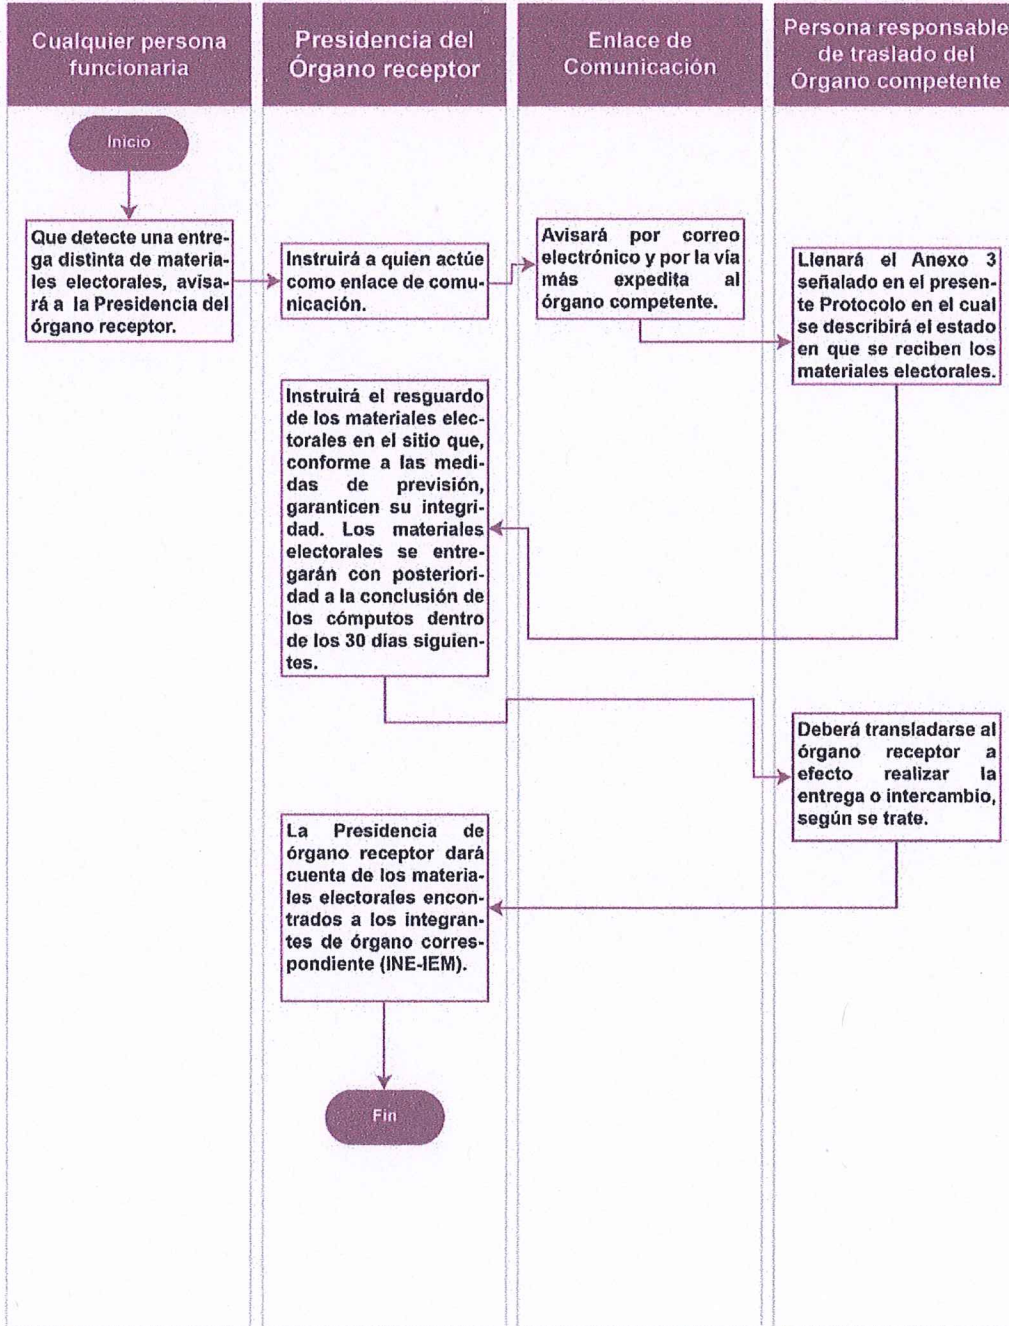 Cualquier persona
funcionaria
Presidencia del
Órgano receptor
Enlace de
Comunicación
Persona responsable
de traslado del
Órgano competente
Inicio
Que detecte una entre-
ga distinta de materia-
les electorales, avisa-
rá a la Presidencia del
órgano receptor.
Instruirá a quien actúe
como enlace de comu-
nicación.
Avisará por correo
electrónico y por la vía
más expedita al
órgano competente.
Llenará el Anexo 3
señalado en el presen-
te Protocolo en el cual
se describirá el estado
en que se reciben los
materiales electorales.
Instruirá el resguardo
de los materiales elec-
torales en el sitio que,
conforme a las medi-
das de previsión,
garanticen su integri-
dad. Los materiales
electorales se entre-
garán con posteriori-
dad a la conclusión de
los cómputos dentro
de los 30 días siguien-
tes.
Deberá transladarse al
órgano receptor a
efecto realizar la
entrega o intercambio,
según se trate.
La Presidencia de
órgano receptor dará
cuenta de los materia-
les electorales encon-
trados a los integran-
tes de órgano corres-
pondiente (INE-IEM).
Fin